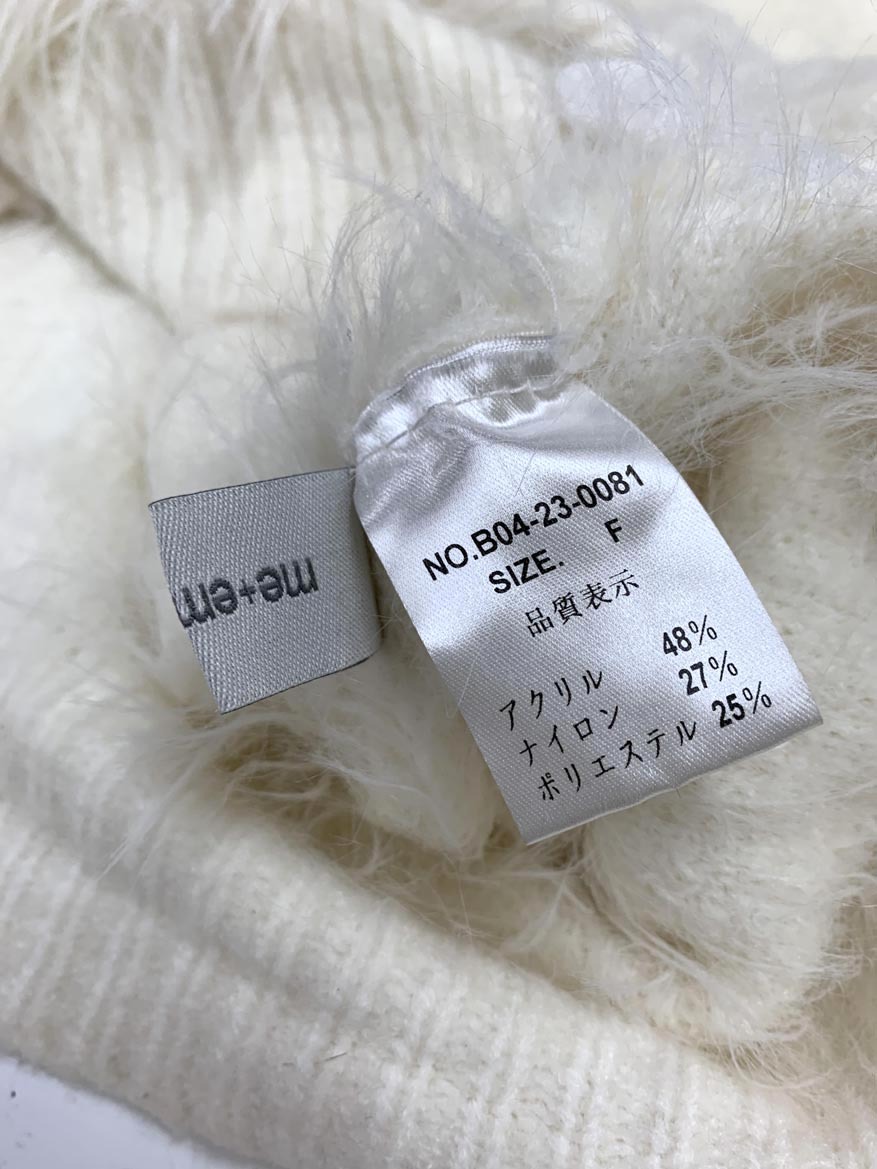 me+em
NO.B04-23-0081
SIZE. F
品質表示
アクリル 48%
ナイロン 27%
ポリエステル 25%